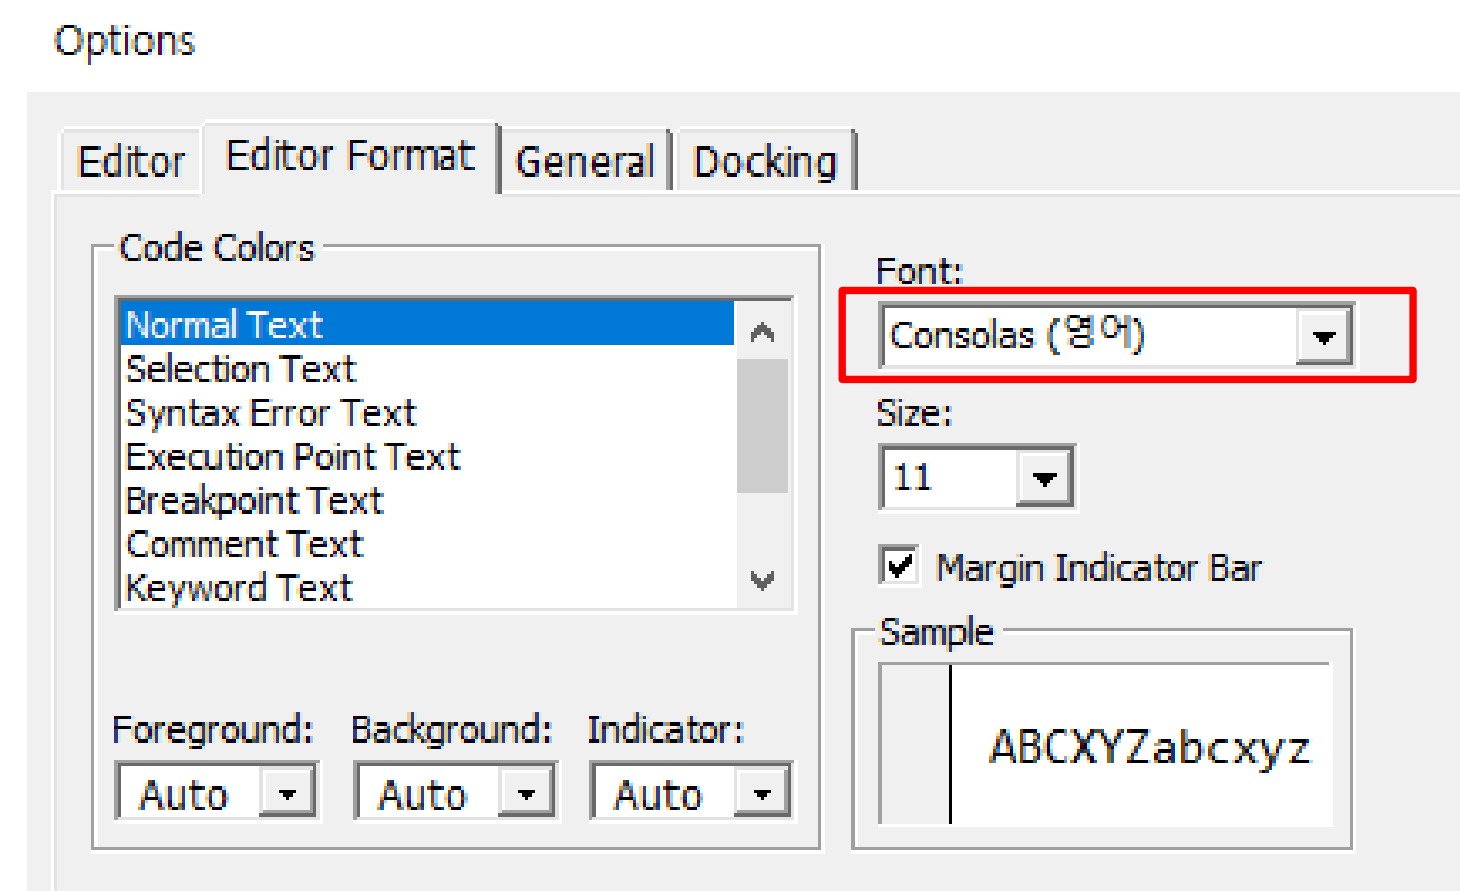 Options
Editor Editor Format General Docking
Code Colors
Normal Text
Selection Text
Syntax Error Text
Execution Point Text
Breakpoint Text
Comment Text
Keyword Text
Foreground: Background: Indicator:
Auto Auto Auto
Font:
Consolas (영어)
Size:
11
Margin Indicator Bar
Sample
ABCXYZabcxyz